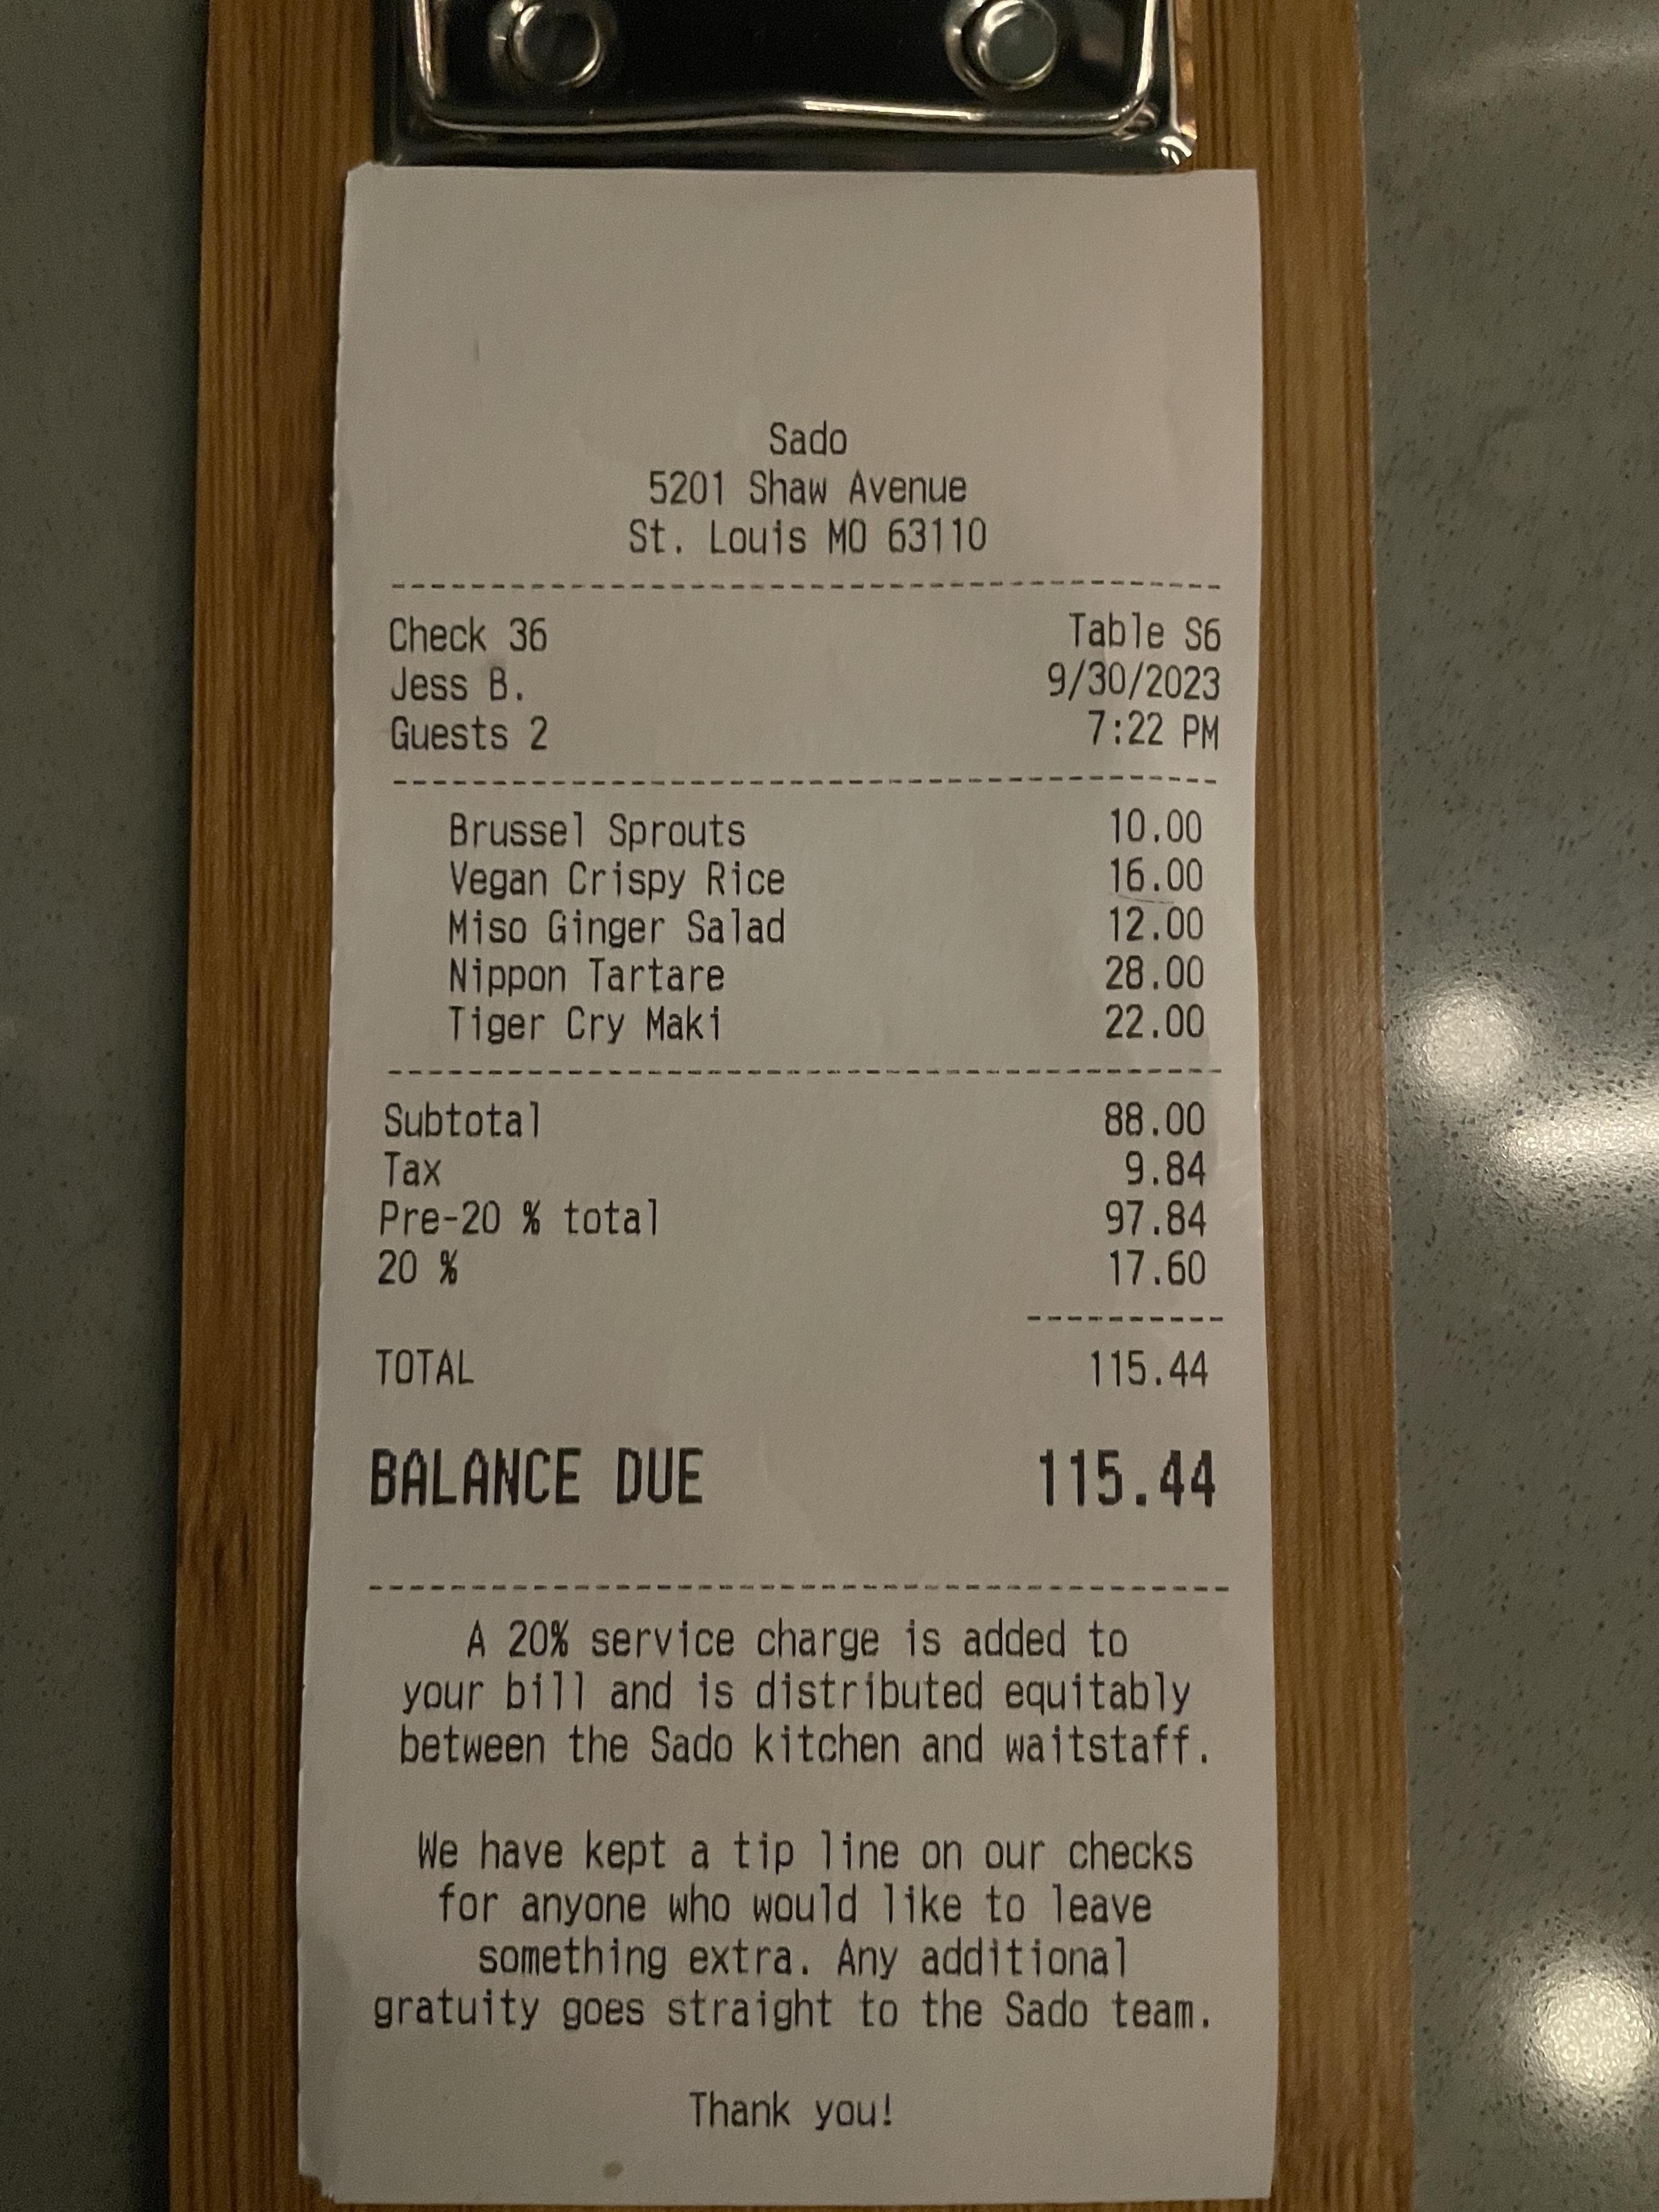 Sado
5201 Shaw Avenue
St. Louis MO 63110
Check 36 Table S6
Jess B. 9/30/2023
Guests 2 7:22 PM
Brussel Sprouts 10.00
Vegan Crispy Rice 16.00
Miso Ginger Salad 12.00
Nippon Tartare 28.00
Tiger Cry Maki 22.00
Subtotal 88.00
Tax 9.84
Pre-20 % total 97.84
20 % 17.60
TOTAL 115.44
BALANCE DUE 115.44
A 20% service charge is added to
your bill and is distributed equitably
between the Sado kitchen and waitstaff.
We have kept a tip line on our checks
for anyone who would like to leave
something extra. Any additional
gratuity goes straight to the Sado team.
Thank you!